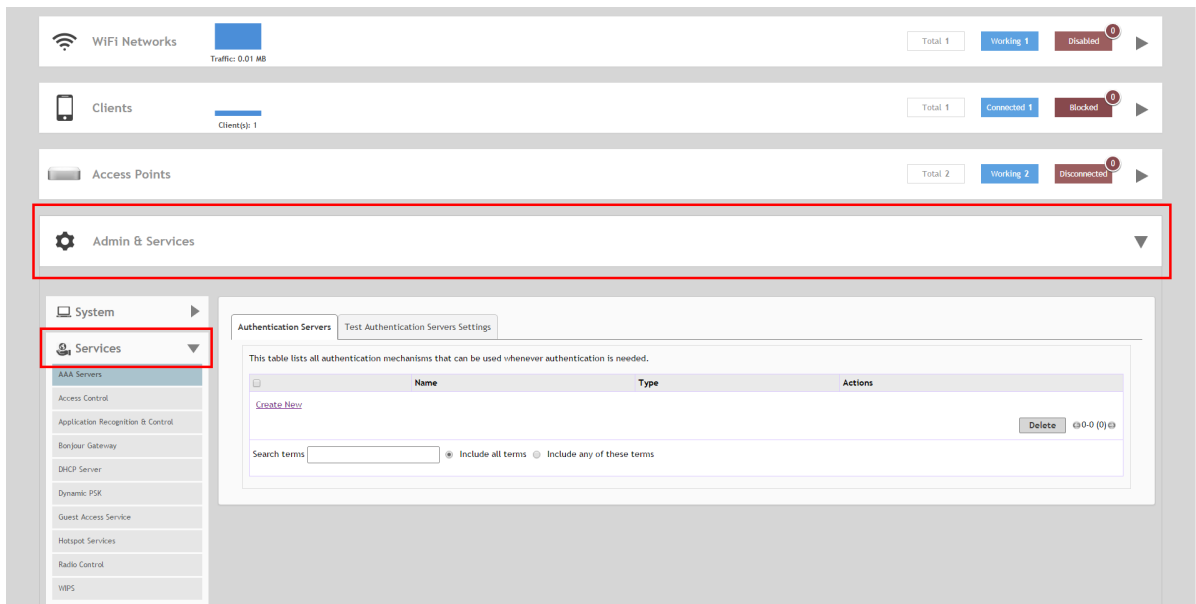 WiFi Networks
Traffic: 0.01 MB
Total 1
Working 1
Disabled
0
Clients
Client(s): 1
Total 1
Connected 1
Blocked
0
Access Points
Total 2
Working 2
Disconnected
0
Admin & Services
System
Services
AAA Servers
Access Control
Application Recognition & Control
Bonjour Gateway
DHCP Server
Dynamic PSK
Guest Access Service
Hotspot Services
Radio Control
WIPS
Authentication Servers
Test Authentication Servers Settings
This table lists all authentication mechanisms that can be used whenever authentication is needed.
Name Type Actions
Create New
Delete 0-0 (0)
Search terms Include all terms Include any of these terms